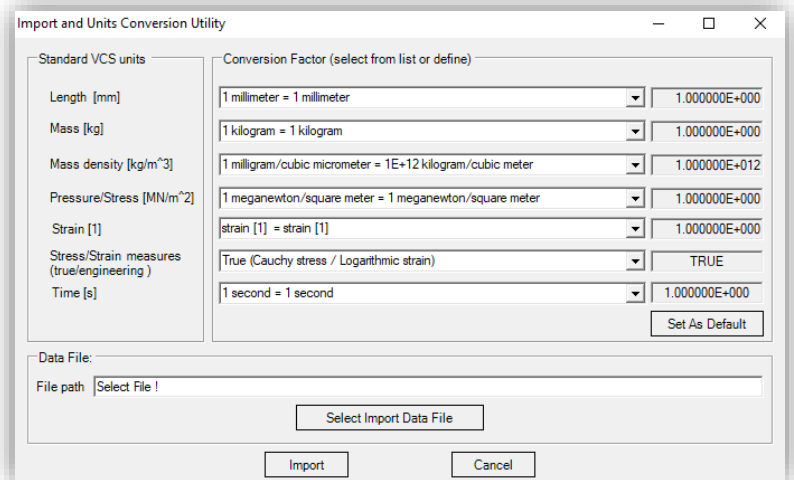 Import and Units Conversion Utility
Standard VCS units
Conversion Factor (select from list or define)
Length [mm]
1 millimeter = 1 millimeter
1.000000E+000
Mass [kg]
1 kilogram = 1 kilogram
1.000000E+000
Mass density [kg/m^3]
1 milligram/cubic micrometer = 1E+12 kilogram/cubic meter
1.000000E+012
Pressure/Stress [MN/m^2]
1 meganewton/square meter = 1 meganewton/square meter
1.000000E+000
Strain [1]
strain [1] = strain [1]
1.000000E+000
Stress/Strain measures
(true/engineering )
True (Cauchy stress / Logarithmic strain)
TRUE
Time [s]
1 second = 1 second
1.000000E+000
Set As Default
Data File:
File path
Select File !
Select Import Data File
Import
Cancel